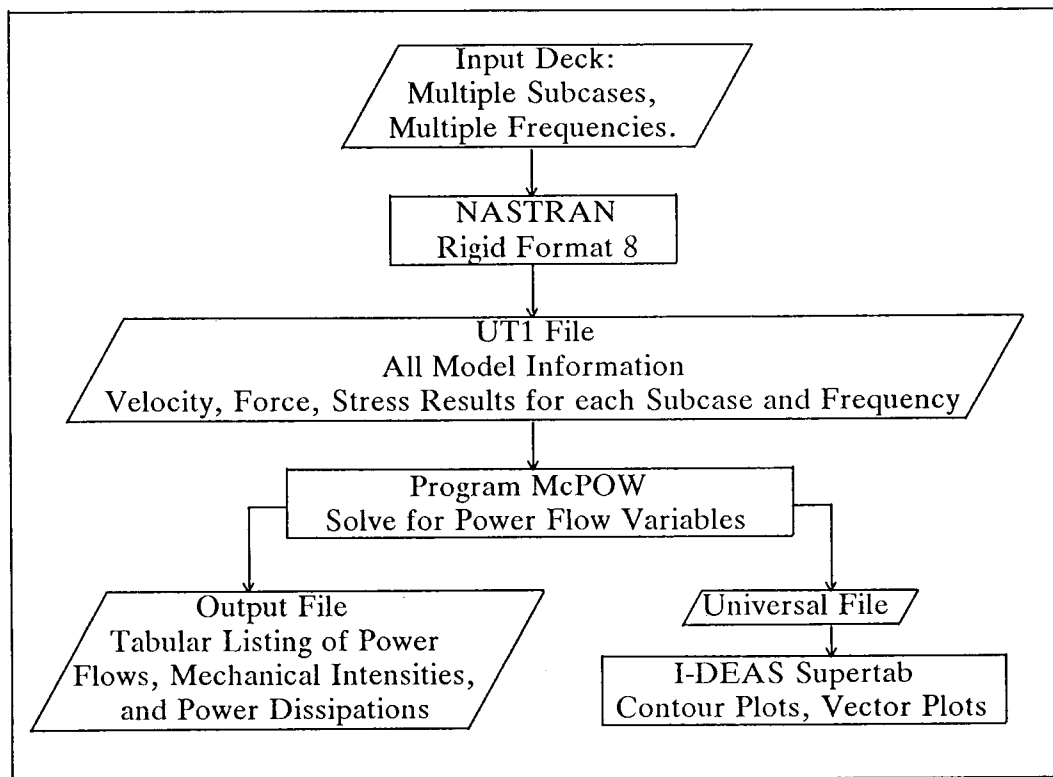 Input Deck:
Multiple Subcases,
Multiple Frequencies.
NASTRAN
Rigid Format 8
UT1 File
All Model Information
Velocity, Force, Stress Results for each Subcase and Frequency
Program McPOW
Solve for Power Flow Variables
Output File
Tabular Listing of Power
Flows, Mechanical Intensities,
and Power Dissipations
Universal File
I-DEAS Supertab
Contour Plots, Vector Plots